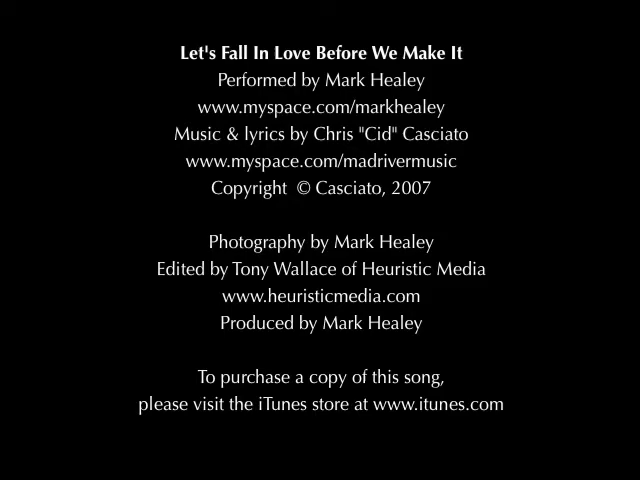 Let's Fall In Love Before We Make It
Performed by Mark Healey
www.myspace.com/markhealey
Music & lyrics by Chris "Cid" Casciato
www.myspace.com/madrivermusic
Copyright © Casciato, 2007
Photography by Mark Healey
Edited by Tony Wallace of Heuristic Media
www.heuristicmedia.com
Produced by Mark Healey
To purchase a copy of this song,
please visit the iTunes store at www.itunes.com